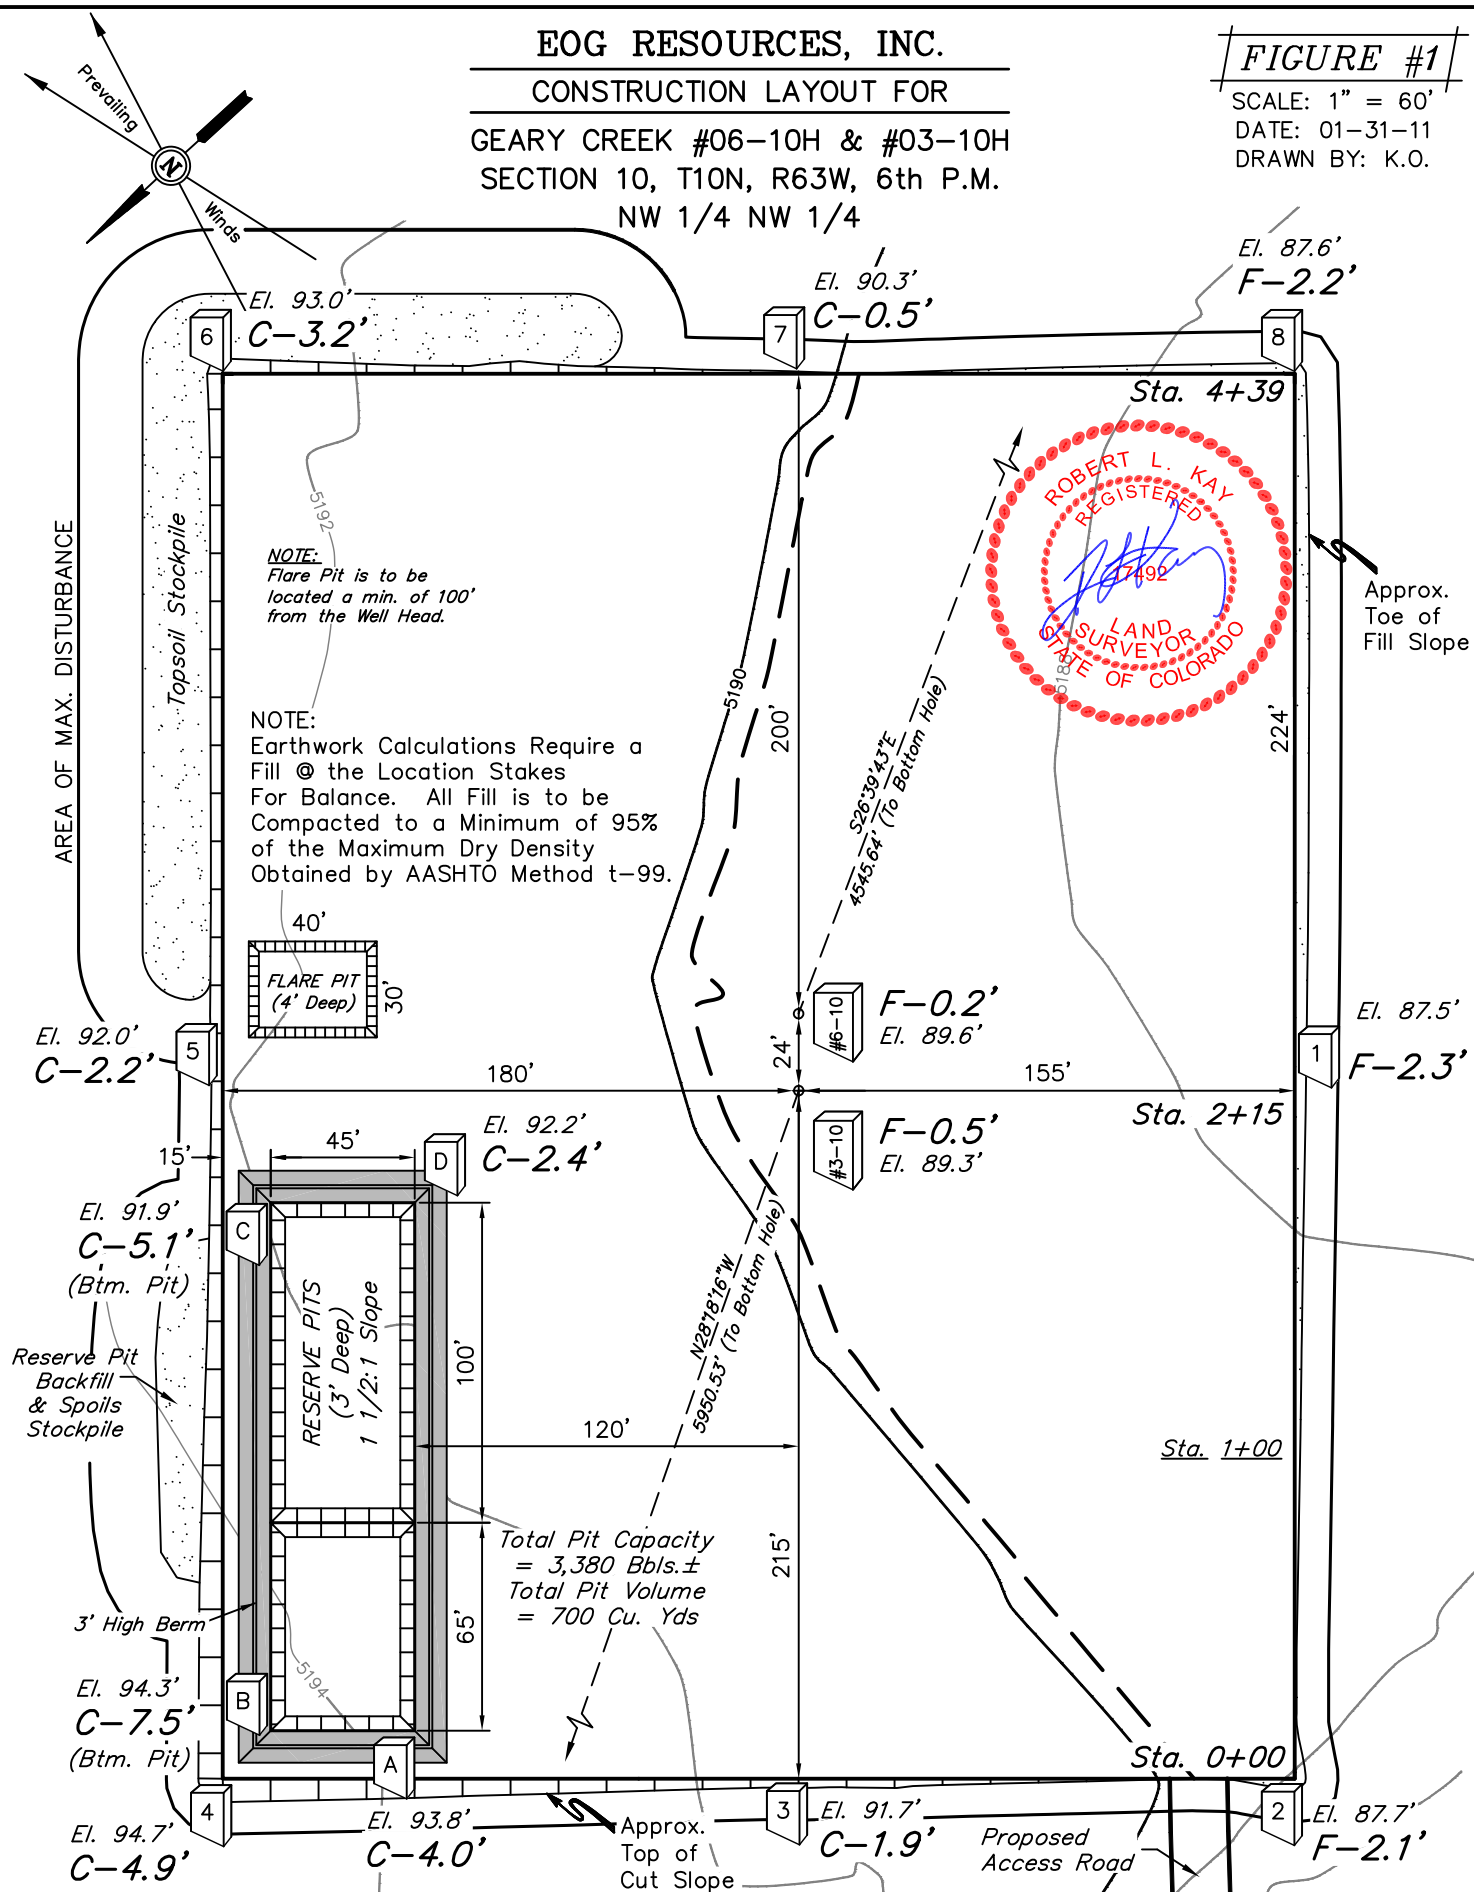 EOG RESOURCES, INC.
CONSTRUCTION LAYOUT FOR
GEARY CREEK #06-10H & #03-10H
SECTION 10, T10N, R63W, 6th P.M.
NW 1/4 NW 1/4
FIGURE #1
SCALE: 1" = 60'
DATE: 01-31-11
DRAWN BY: K.O.
Prevailing
N
Winds
El. 93.0'
C-3.2'
6
El. 90.3'
C-0.5'
7
El. 87.6'
F-2.2'
8
Sta. 4+39
AREA OF MAX. DISTURBANCE
Topsoil Stockpile
5192
NOTE:
Flare Pit is to be
located a min. of 100'
from the Well Head.
ROBERT L. KAY
REGISTERED
17492
LAND
SURVEYOR
STATE OF COLORADO
Approx.
Toe of
Fill Slope
5190
200'
S26°39'43"E
4545.64' (To Bottom Hole)
224'
NOTE:
Earthwork Calculations Require a
Fill @ the Location Stakes
For Balance. All Fill is to be
Compacted to a Minimum of 95%
of the Maximum Dry Density
Obtained by AASHTO Method t-99.
40'
FLARE PIT
(4' Deep)
30'
El. 92.0'
C-2.2'
5
#6-10
F-0.2'
El. 89.6'
24'
1
El. 87.5'
F-2.3'
180'
155'
Sta. 2+15
#3-10
F-0.5'
El. 89.3'
El. 92.2'
C-2.4'
D
45'
15'
El. 91.9'
C-5.1'
(Btm. Pit)
C
RESERVE PITS
(3' Deep)
1 1/2:1 Slope
100'
N28°18'16"W
5950.53' (To Bottom Hole)
Reserve Pit
Backfill
& Spoils
Stockpile
120'
Sta. 1+00
Total Pit Capacity
= 3,380 Bbls.±
Total Pit Volume
= 700 Cu. Yds
215'
65'
3' High Berm
5194
El. 94.3'
C-7.5'
(Btm. Pit)
B
A
Sta. 0+00
4
El. 94.7'
C-4.9'
El. 93.8'
C-4.0'
Approx.
Top of
Cut Slope
3
El. 91.7'
C-1.9'
Proposed
Access Road
2
El. 87.7'
F-2.1'